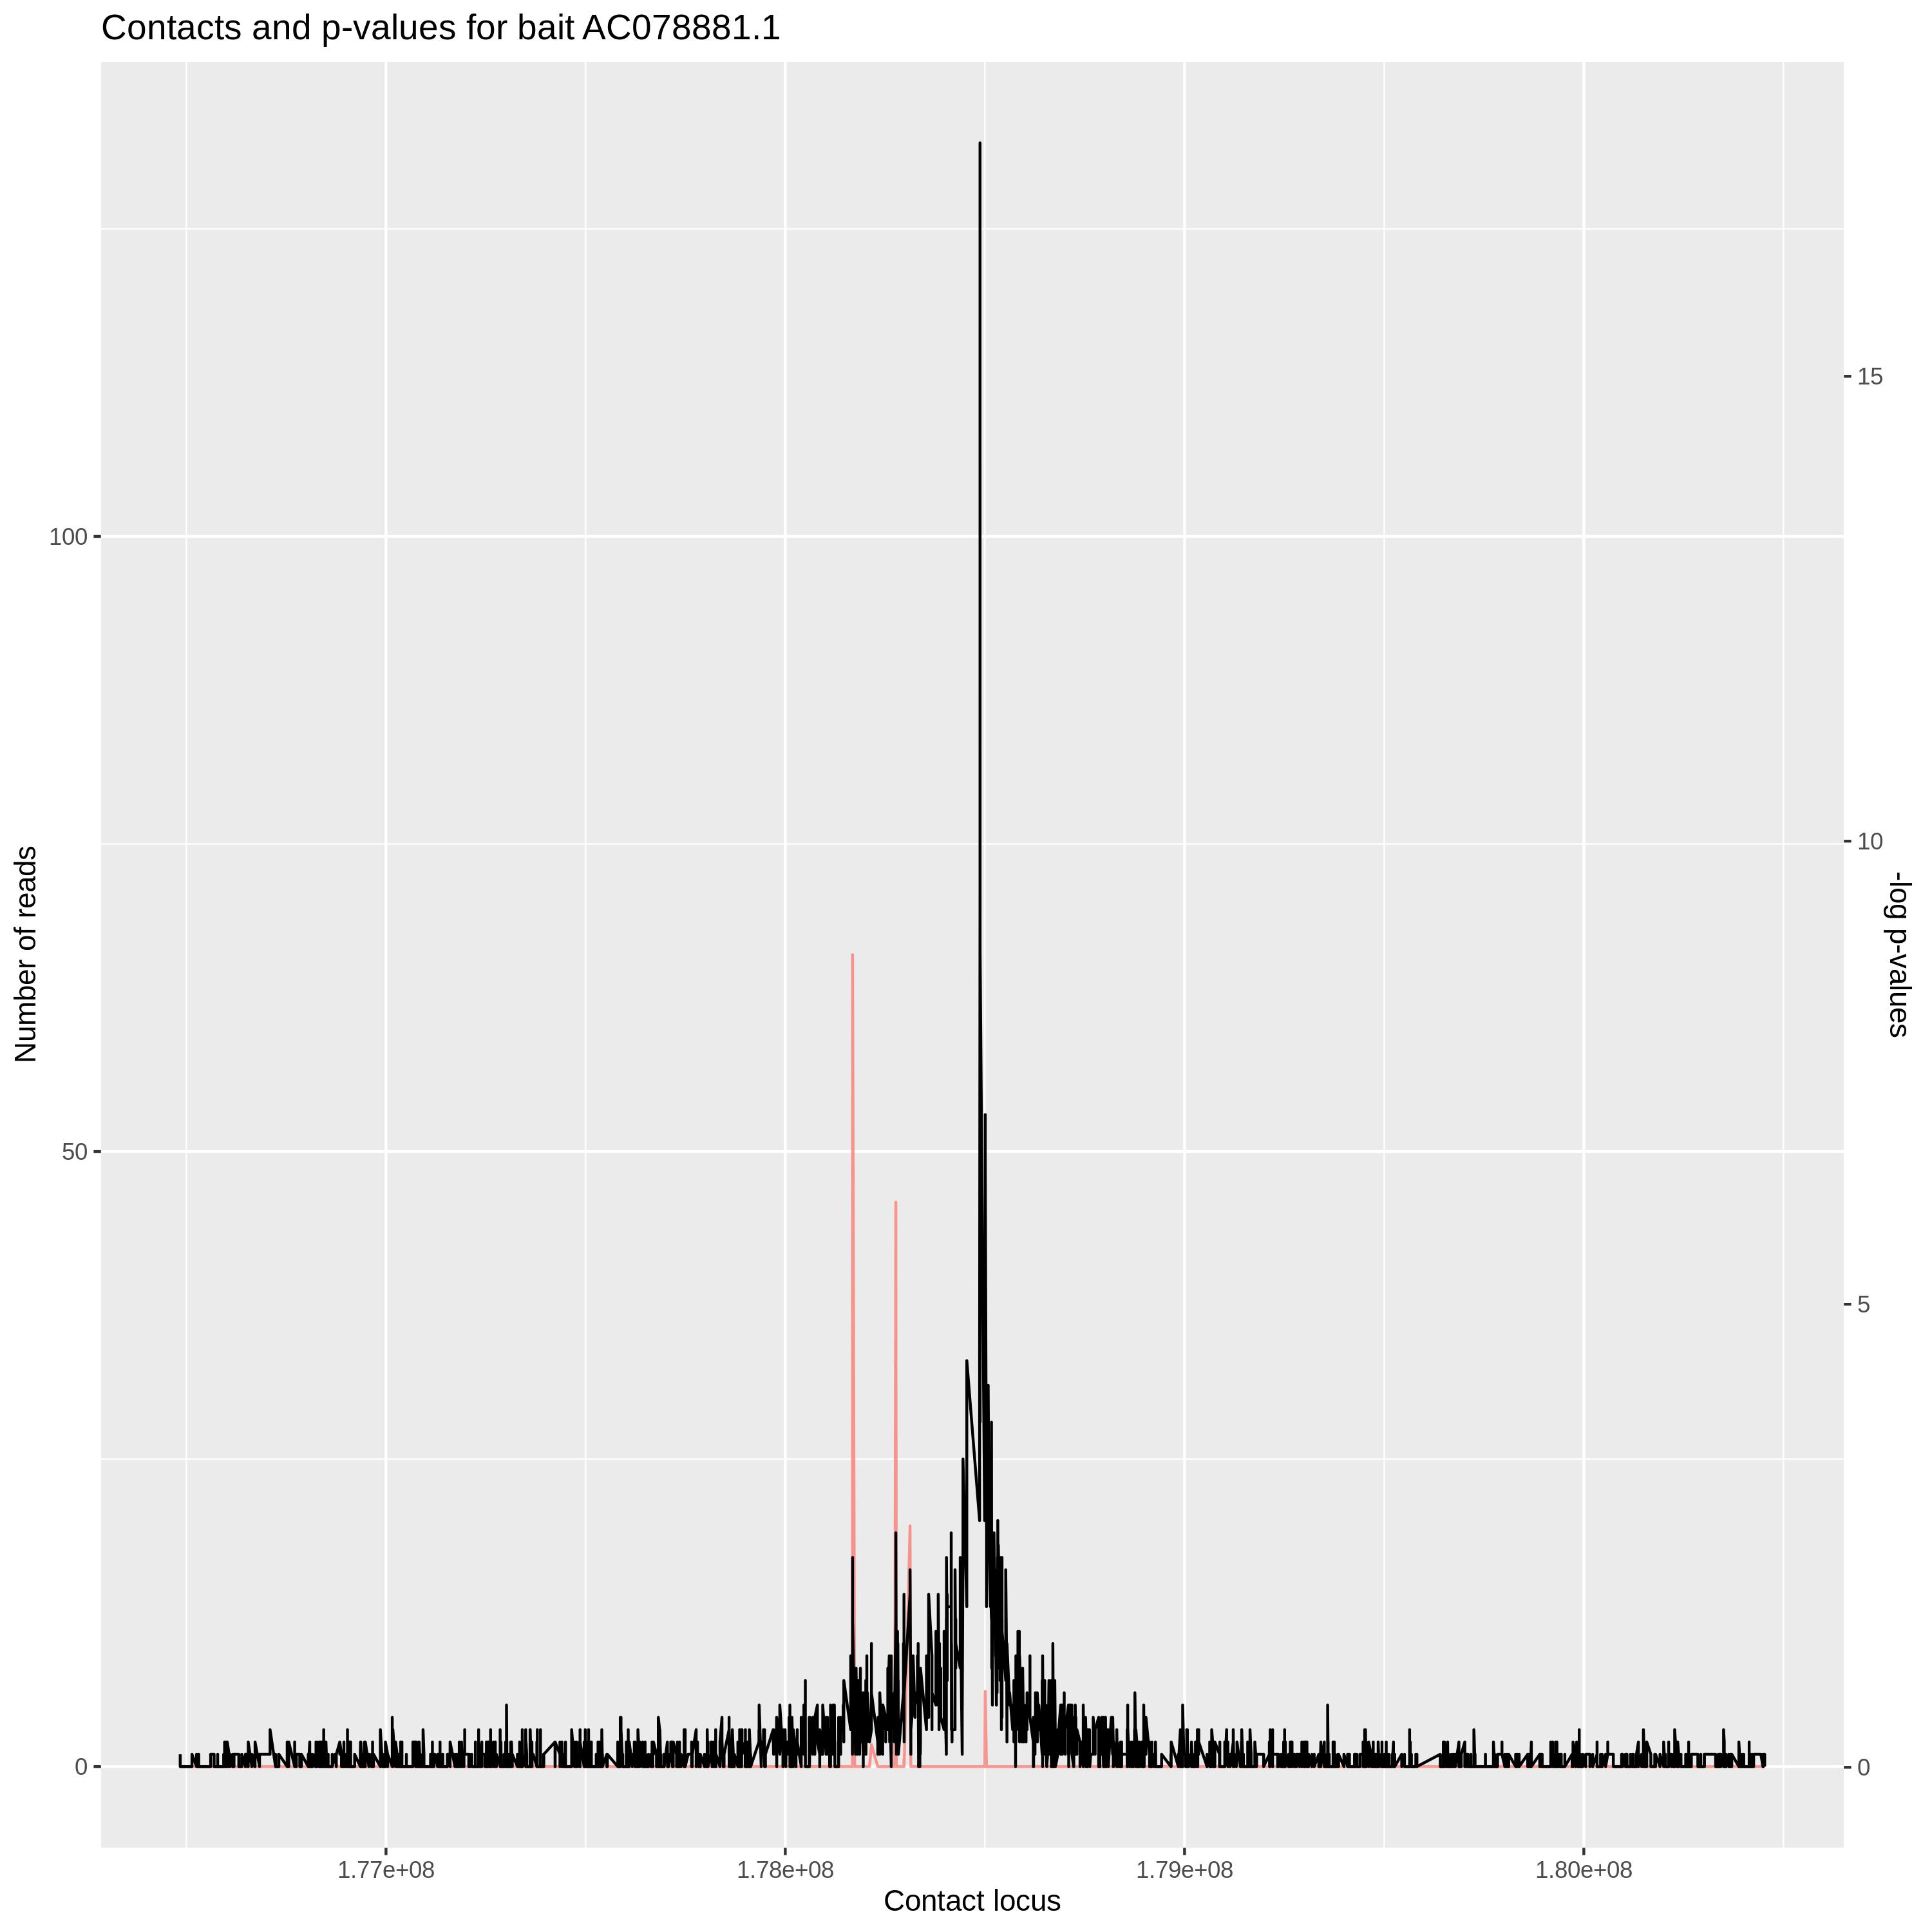 Contacts and p-values for bait AC078881.1
Number of reads
100
50
0
15
10
5
0
-log p-values
1.77e+08 1.78e+08 1.79e+08 1.80e+08
Contact locus